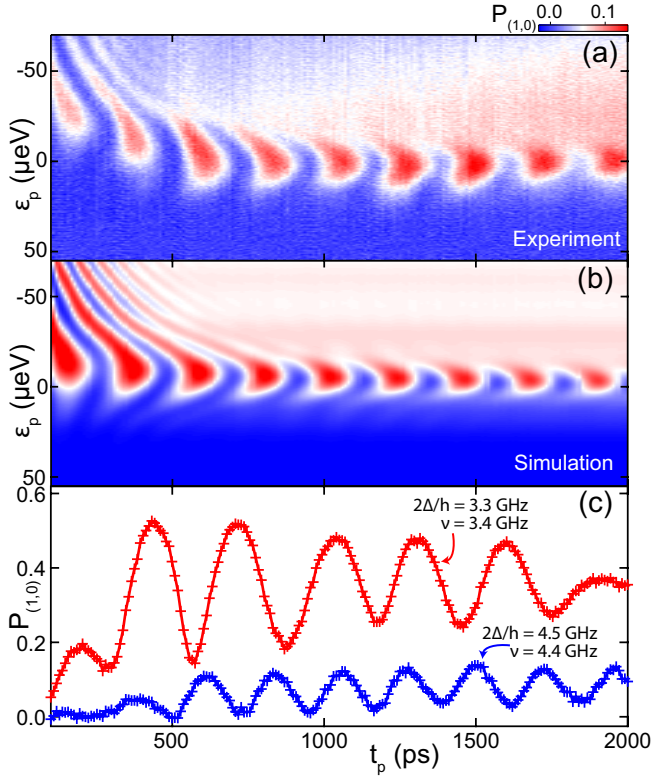 P(1,0) 0.0 0.1
(a)
-50
0
50
εp (μeV)
Experiment
(b)
-50
0
50
εp (μeV)
Simulation
(c)
0.6
0.4
0.2
0.0
P(1,0)
2Δ/h = 3.3 GHz
ν = 3.4 GHz
2Δ/h = 4.5 GHz
ν = 4.4 GHz
500 1000 1500 2000
tp (ps)